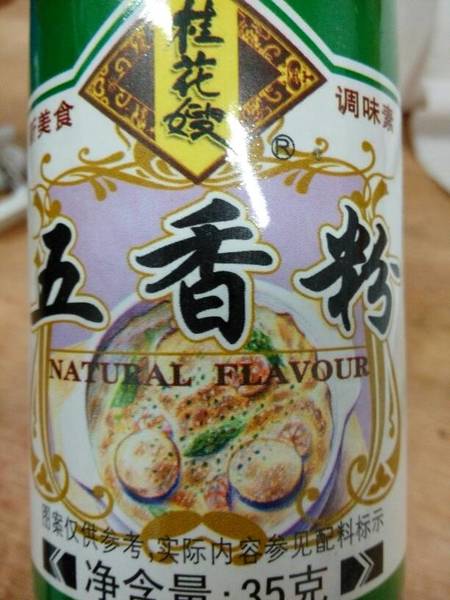 桂花嫂
®
美食
调味素
五香粉
NATURAL FLAVOUR
图案仅供参考,实际内容参见配料标示
净含量:35克